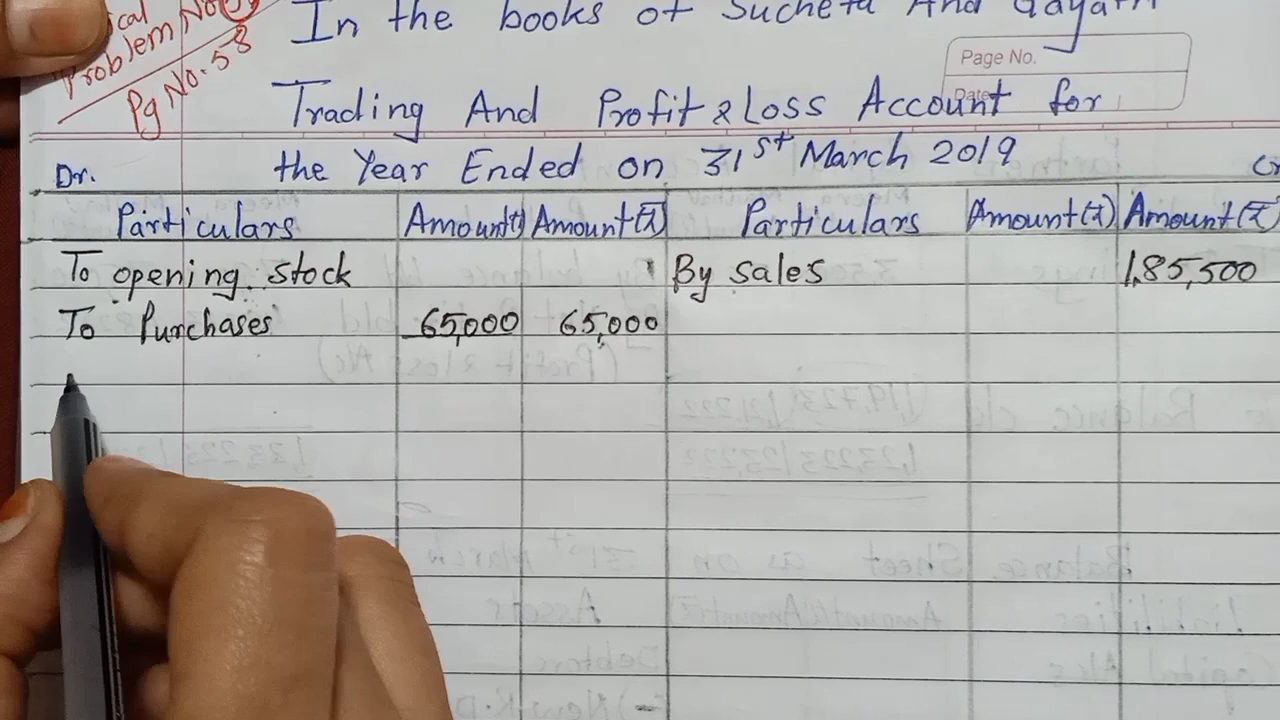 In the books of Sucheta And Gayatri
Problem No
Pg No. 58
Page No.
Date
Trading And Profit & Loss Account for
the Year Ended on 31st March 2019
Dr.
Particulars Amount(₹) Amount(₹) Particulars Amount(₹) Amount(₹)
To opening stock By sales 1,85,500
To Purchases 65,000 65,000